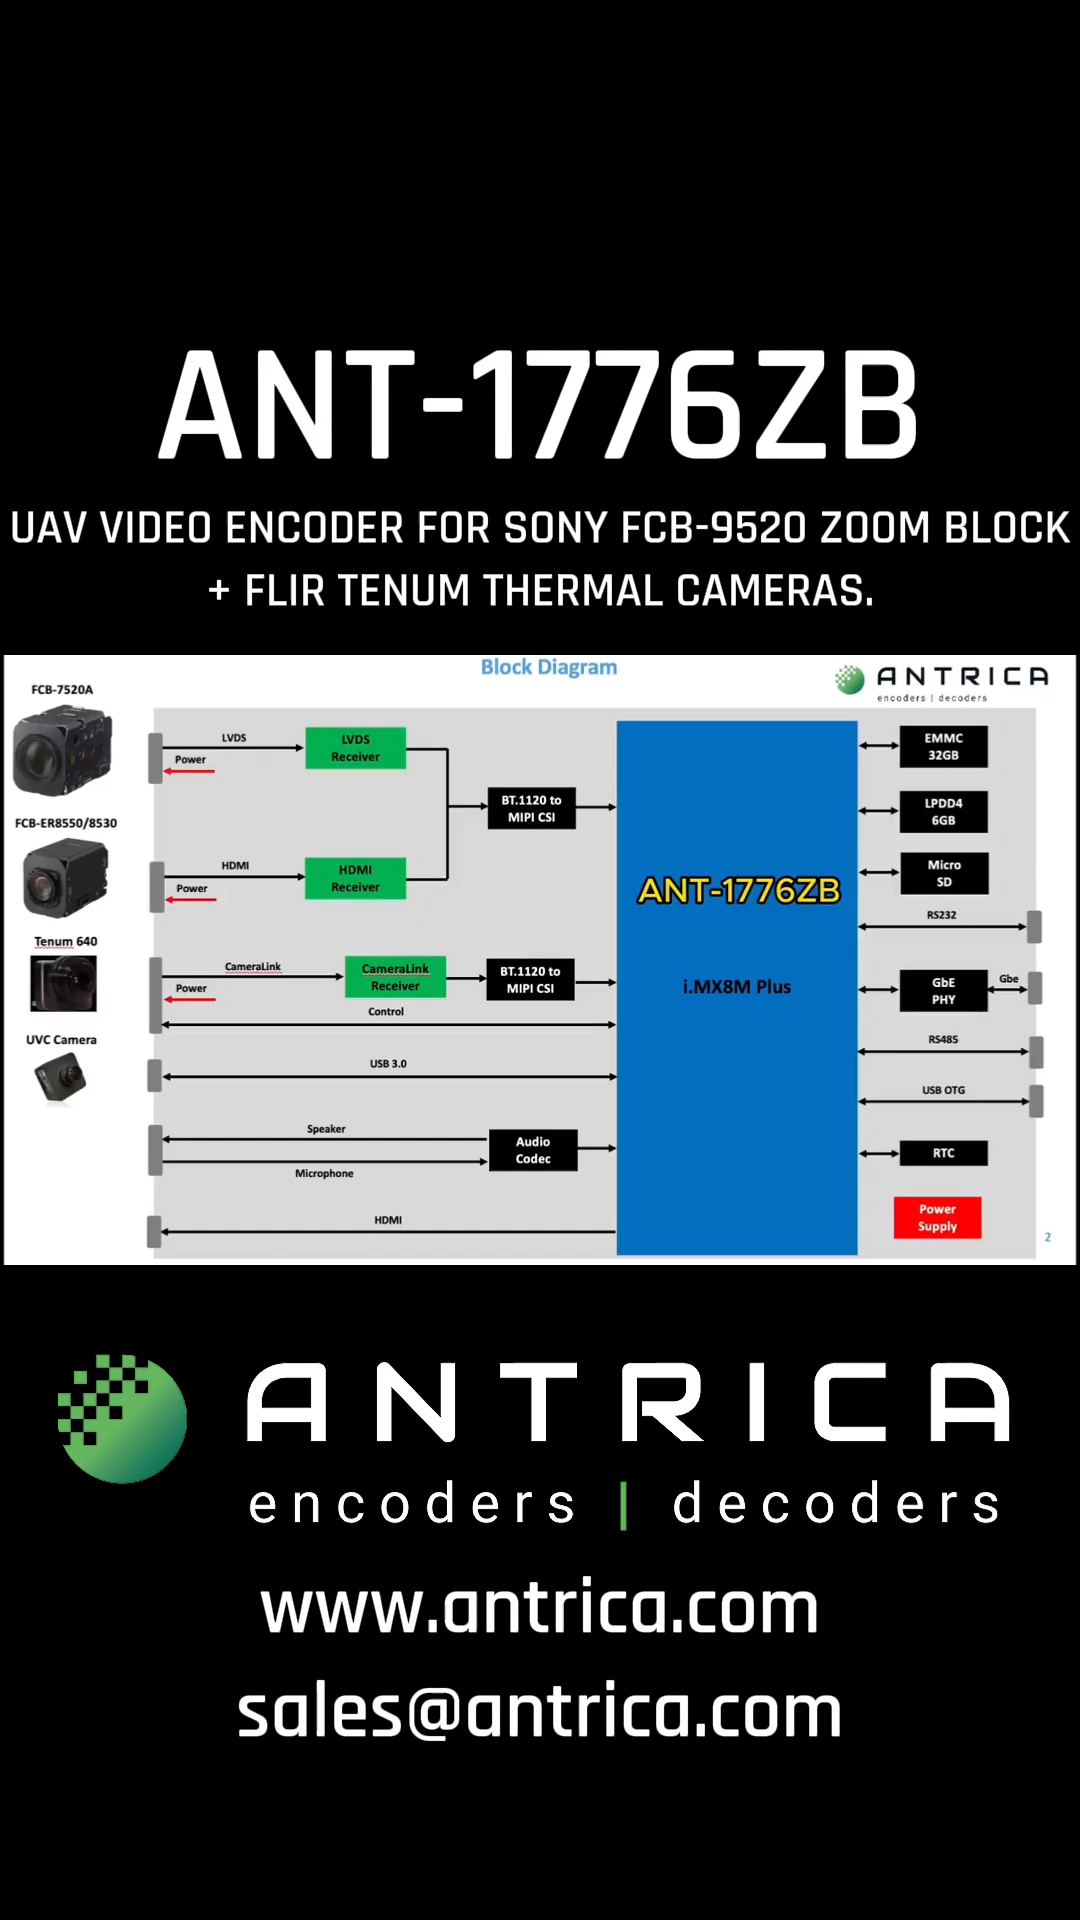 ANT-1776ZB
UAV VIDEO ENCODER FOR SONY FCB-9520 ZOOM BLOCK
+ FLIR TENUM THERMAL CAMERAS.
Block Diagram
ANTRICA
encoders | decoders
FCB-7520A
LVDS
Power
LVDS
Receiver
BT.1120 to
MIPI CSI
FCB-ER8550/8530
HDMI
Power
HDMI
Receiver
Tenum 640
CameraLink
Power
CameraLink
Receiver
BT.1120 to
MIPI CSI
Control
UVC Camera
USB 3.0
Speaker
Microphone
Audio
Codec
HDMI
ANT-1776ZB
i.MX8M Plus
EMMC
32GB
LPDD4
6GB
Micro
SD
RS232
GbE
PHY
Gbe
RS485
USB OTG
RTC
Power
Supply
2
ANTRICA
encoders | decoders
www.antrica.com
sales@antrica.com